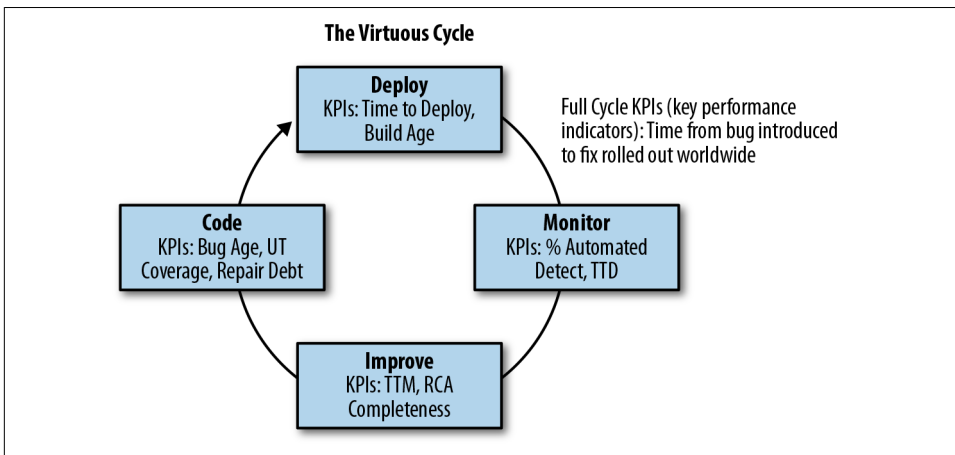 The Virtuous Cycle
Deploy
KPIs: Time to Deploy,
Build Age
Full Cycle KPIs (key performance
indicators): Time from bug introduced
to fix rolled out worldwide
Code
KPIs: Bug Age, UT
Coverage, Repair Debt
Monitor
KPIs: % Automated
Detect, TTD
Improve
KPIs: TTM, RCA
Completeness